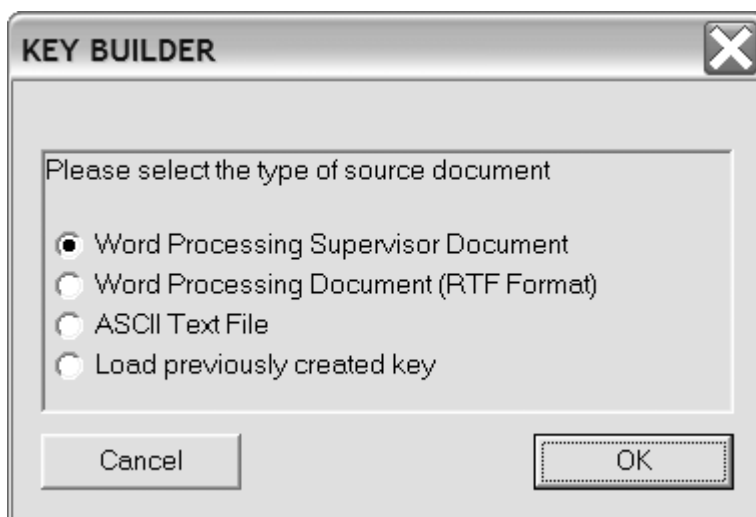 KEY BUILDER
Please select the type of source document
Word Processing Supervisor Document
Word Processing Document (RTF Format)
ASCII Text File
Load previously created key
Cancel
OK